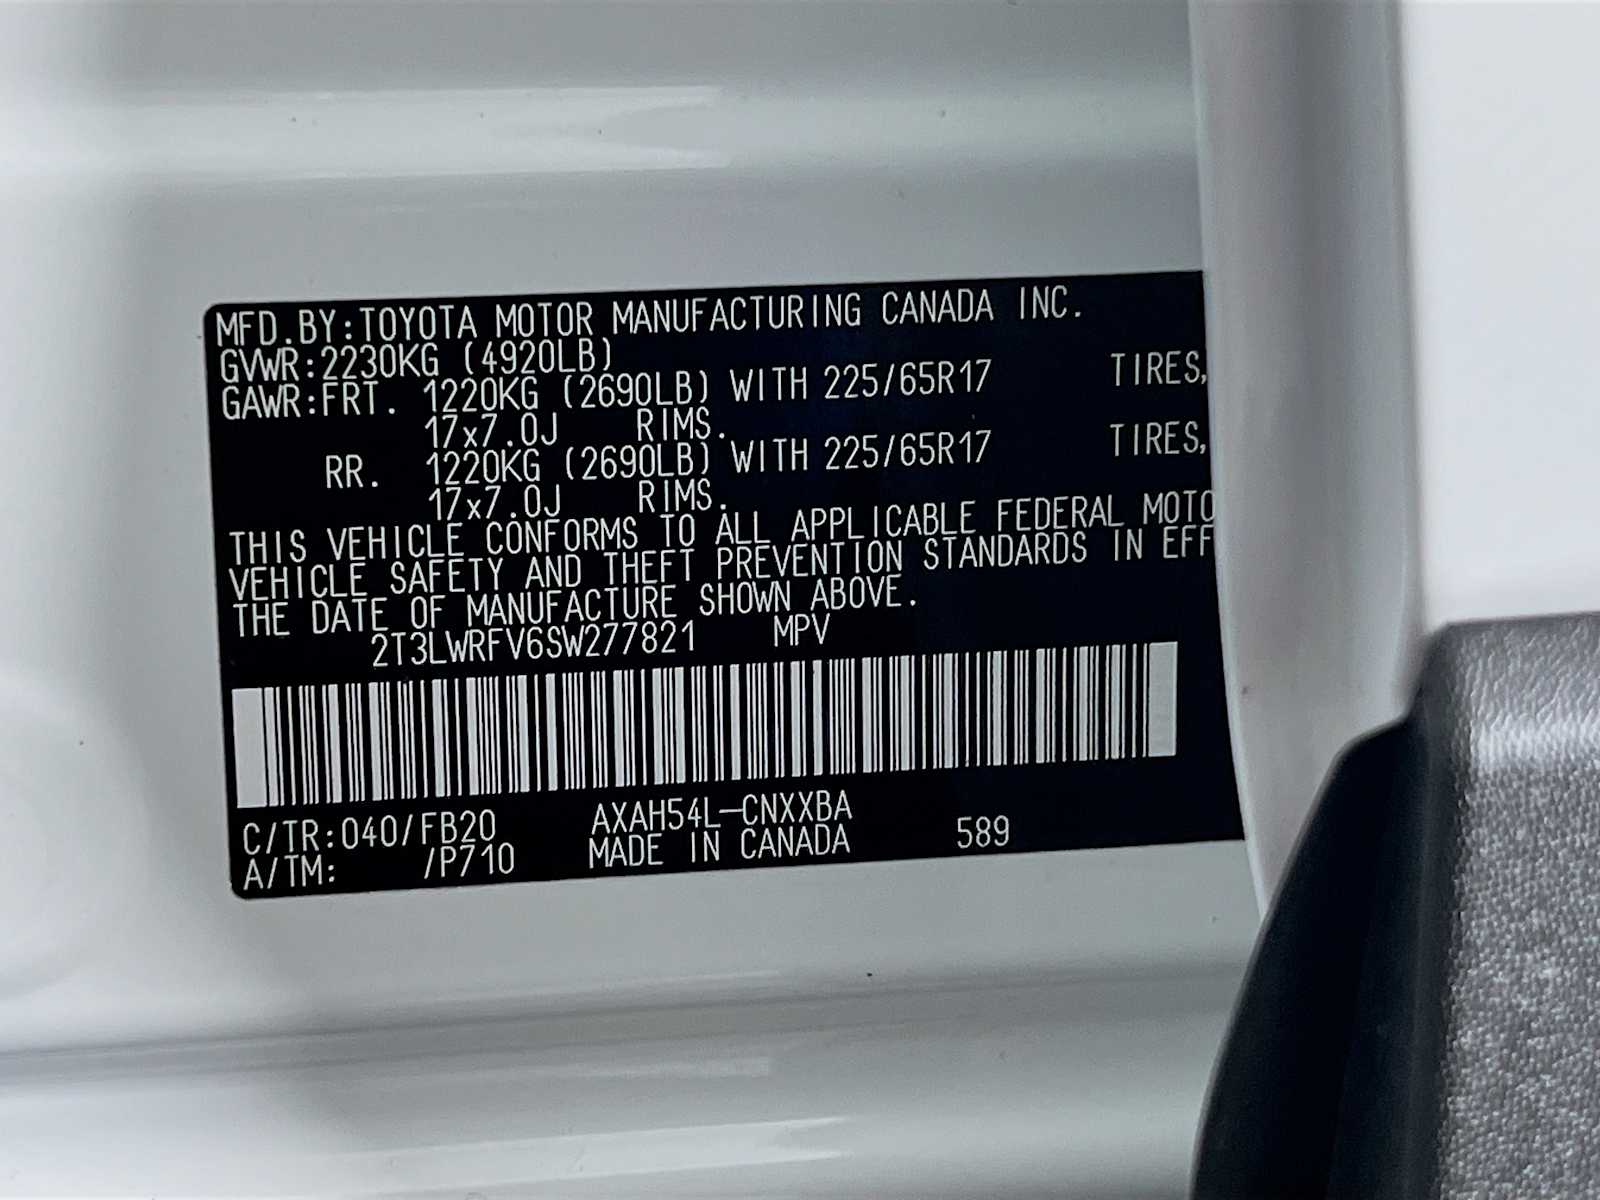 MFD.BY:TOYOTA MOTOR MANUFACTURING CANADA INC.
GVWR:2230KG (4920LB)
GAWR:FRT. 1220KG (2690LB) WITH 225/65R17 TIRES,
17x7.0J RIMS.
RR. 1220KG (2690LB) WITH 225/65R17 TIRES,
17x7.0J RIMS.
THIS VEHICLE CONFORMS TO ALL APPLICABLE FEDERAL MOTO
VEHICLE SAFETY AND THEFT PREVENTION STANDARDS IN EFF
THE DATE OF MANUFACTURE SHOWN ABOVE.
2T3LWRFV6SW277821 MPV
C/TR:040/FB20 AXAH54L-CNXXBA
A/TM: /P710 MADE IN CANADA 589